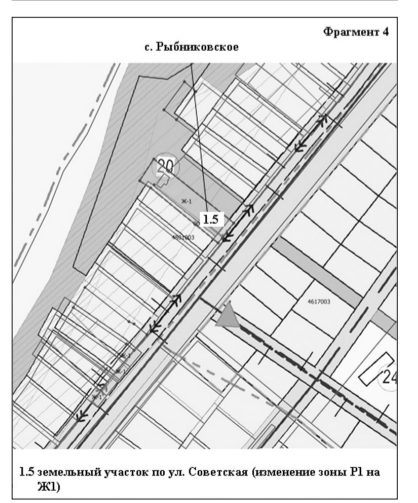 Фрагмент 4
с. Рыбниковское
20
Ж-1
1.5
4617003
24
1.5 земельный участок по ул. Советская (изменение зоны Р1 на
Ж1)